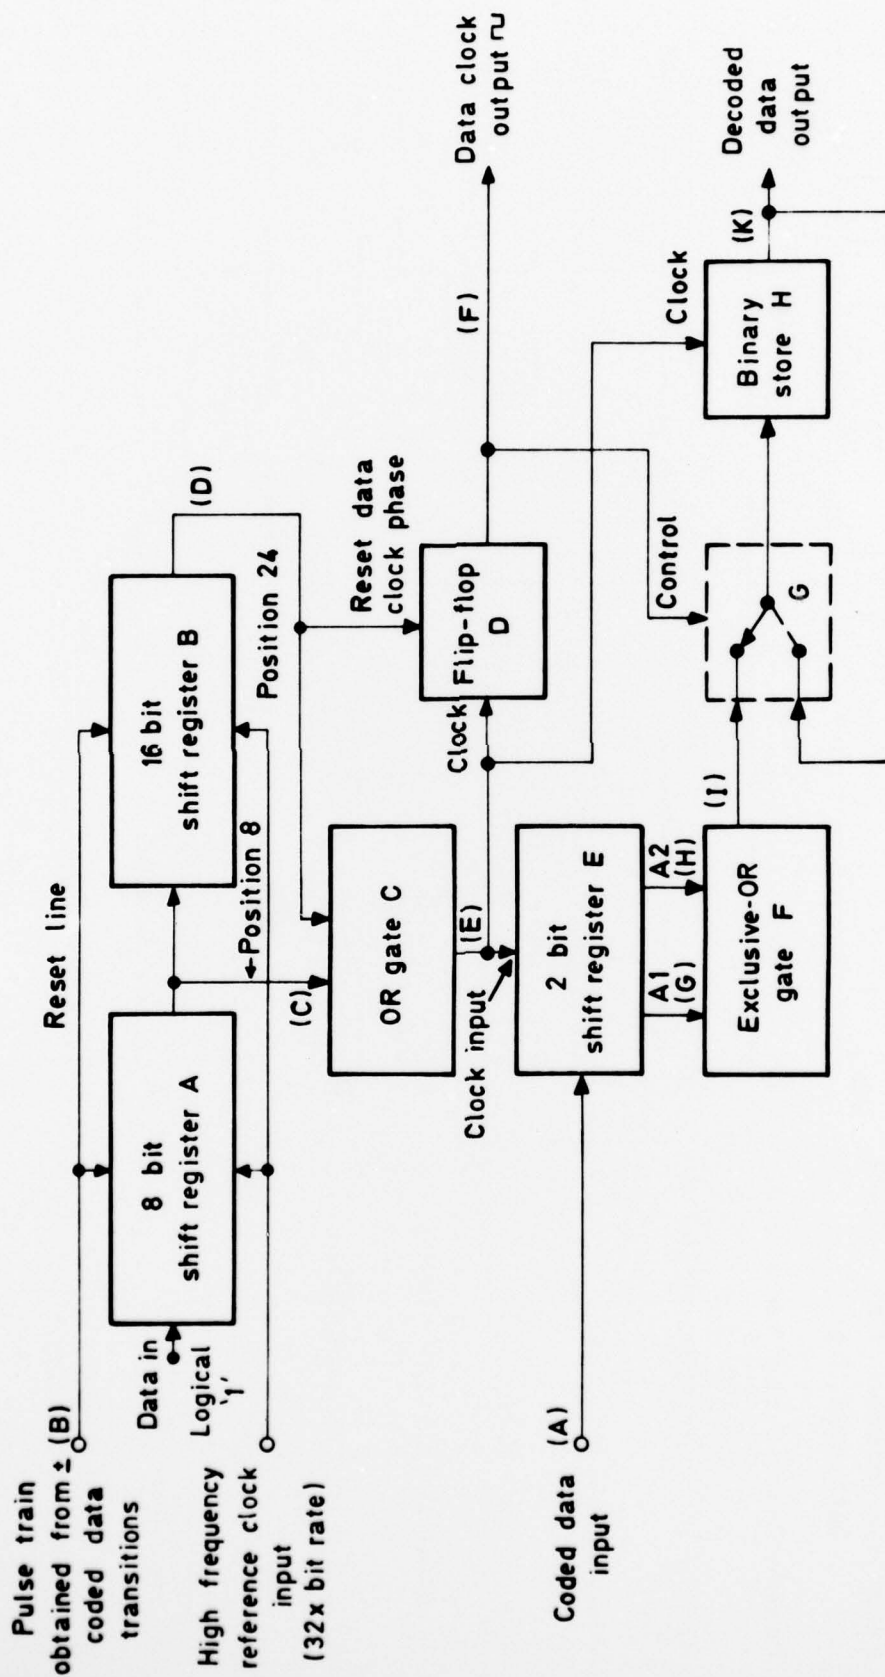 Pulse train
obtained from ±
coded data
transitions
(B)
Reset line
Data in
Logical
'1'
8 bit
shift register A
16 bit
shift register B
(D)
High frequency
reference clock
input
(32x bit rate)
←Position 8
Position 24
(C)
OR gate C
Reset data
clock phase
(E)
Clock
Flip-flop
D
(F)
Data clock
output
Clock input
Coded data
input
(A)
2 bit
shift register E
A1
(G)
A2
(H)
Exclusive-OR
gate F
(I)
Control
G
Clock
Binary
store H
(K)
Decoded
data
output